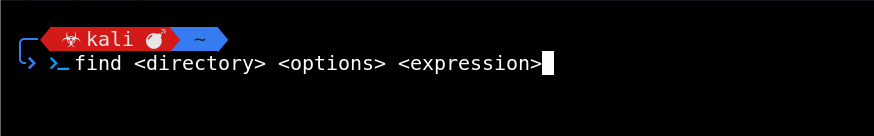 kali ~
find <directory> <options> <expression>